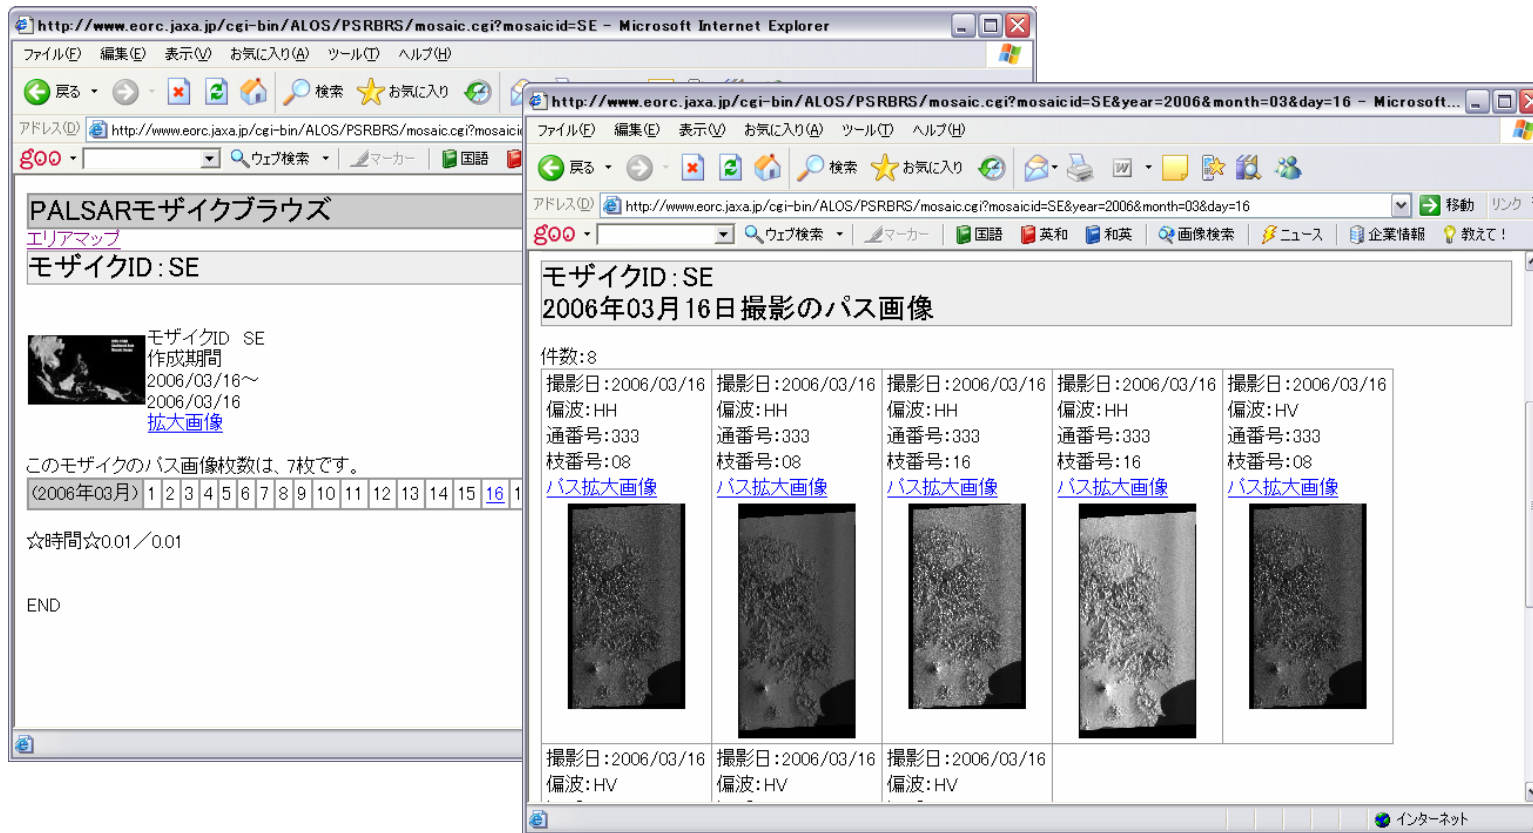 http://www.eorc.jaxa.jp/cgi-bin/ALOS/PSRBRS/mosaic.cgi?mosaicid=SE - Microsoft Internet Explorer
ファイル(F) 編集(E) 表示(V) お気に入り(A) ツール(T) ヘルプ(H)
戻る 検索 お気に入り
アドレス(D) http://www.eorc.jaxa.jp/cgi-bin/ALOS/PSRBRS/mosaic.cgi?mosaici
goo ウェブ検索 マーカー 国語
PALSARモザイクブラウズ
エリアマップ
モザイクID:SE
モザイクID SE
作成期間
2006/03/16~
2006/03/16
拡大画像
このモザイクのパス画像枚数は、7枚です。
(2006年03月) 1 2 3 4 5 6 7 8 9 10 11 12 13 14 15 16 1
☆時間☆0.01/0.01
END
http://www.eorc.jaxa.jp/cgi-bin/ALOS/PSRBRS/mosaic.cgi?mosaicid=SE&year=2006&month=03&day=16 - Microsoft...
ファイル(F) 編集(E) 表示(V) お気に入り(A) ツール(T) ヘルプ(H)
戻る 検索 お気に入り
アドレス(D) http://www.eorc.jaxa.jp/cgi-bin/ALOS/PSRBRS/mosaic.cgi?mosaicid=SE&year=2006&month=03&day=16 移動 リンク
goo ウェブ検索 マーカー 国語 英和 和英 画像検索 ニュース 企業情報 教えて!
モザイクID:SE
2006年03月16日撮影のパス画像
件数:8
撮影日:2006/03/16 撮影日:2006/03/16 撮影日:2006/03/16 撮影日:2006/03/16 撮影日:2006/03/16
偏波:HH 偏波:HH 偏波:HH 偏波:HH 偏波:HV
通番号:333 通番号:333 通番号:333 通番号:333 通番号:333
枝番号:08 枝番号:08 枝番号:16 枝番号:16 枝番号:08
パス拡大画像 パス拡大画像 パス拡大画像 パス拡大画像 パス拡大画像
撮影日:2006/03/16 撮影日:2006/03/16 撮影日:2006/03/16
偏波:HV 偏波:HV 偏波:HV
インターネット